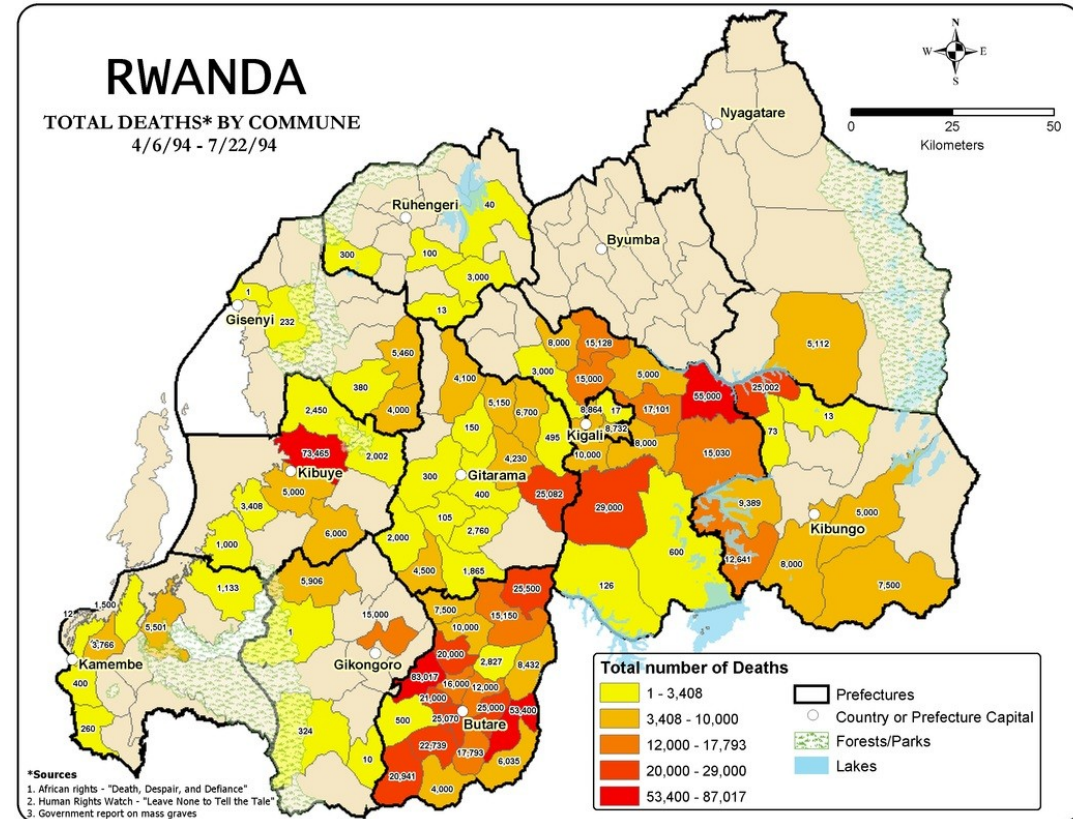 RWANDA
TOTAL DEATHS* BY COMMUNE
4/6/94 - 7/22/94
N
W E
S
0 25 50
Kilometers
Nyagatare
Ruhengeri
40
Byumba
300
100
3,000
1
13
232
Gisenyi
8,000
15,128
5,112
5,460
3,000
15,000
5,000
25,002
380
4,100
55,000
4,000
5,150
6,700
8,864
17
17,101
13
2,450
150
Kigali
8,732
73
495
8,000
2,002
10,000
15,030
73,465
4,230
Kibuye
300
Gitarama
5,000
400
25,082
29,000
9,389
5,000
3,408
105
Kibungo
6,000
2,760
1,000
2,000
600
12,641
8,000
4,500
1,865
7,500
5,906
126
1,133
25,500
1,500
12
15,000
7,500
15,150
5,501
1
10,000
3,766
20,000
Kamembe
Gikongoro
2,827
8,432
83,017
16,000
12,000
400
21,000
25,000
53,400
500
25,070
Butare
260
324
22,739
17,793
10
6,035
20,941
4,000
Total number of Deaths
1 - 3,408
3,408 - 10,000
12,000 - 17,793
20,000 - 29,000
53,400 - 87,017
Prefectures
Country or Prefecture Capital
Forests/Parks
Lakes
*Sources
1. African rights - "Death, Despair, and Defiance"
2. Human Rights Watch - "Leave None to Tell the Tale"
3. Government report on mass graves